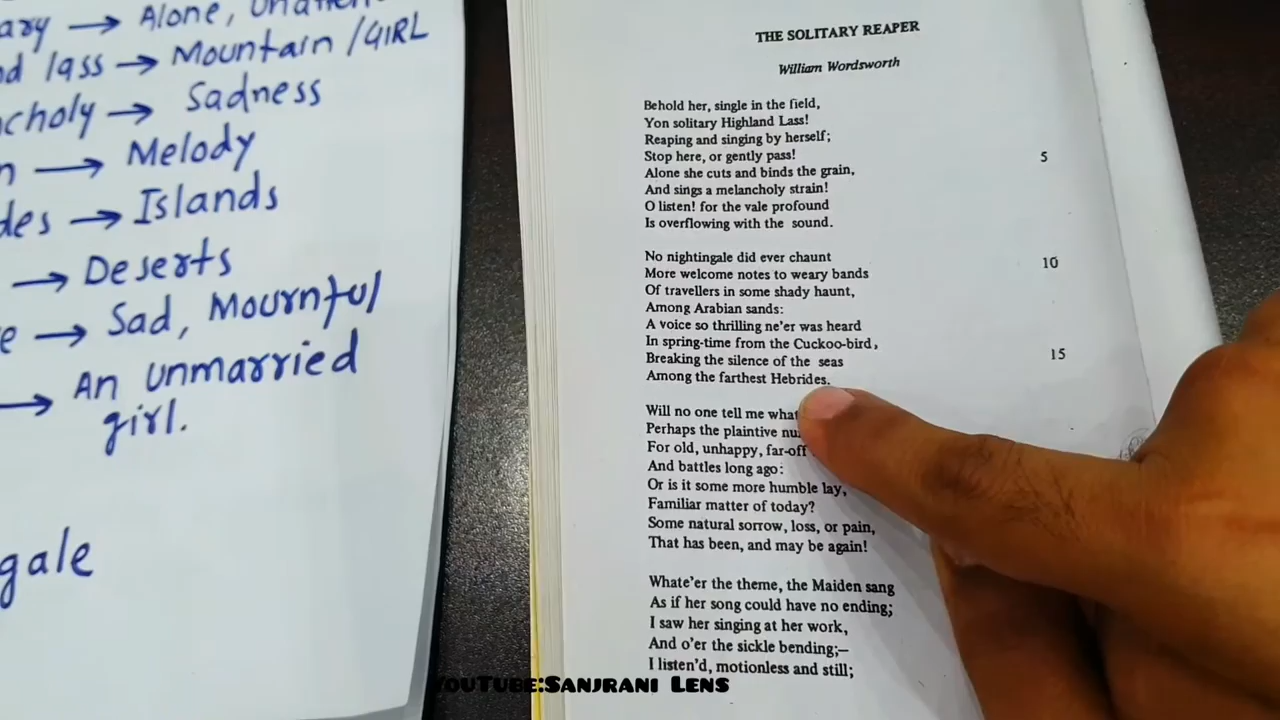 Alone,
lass → Mountain / GIRL
→ Sadness
→ Melody
→ Islands
→ Deserts
→ Sad, Mournful
→ An unmarried
girl.
THE SOLITARY REAPER
William Wordsworth
Behold her, single in the field,
Yon solitary Highland Lass!
Reaping and singing by herself;
Stop here, or gently pass! 5
Alone she cuts and binds the grain,
And sings a melancholy strain!
O listen! for the vale profound
Is overflowing with the sound.
No nightingale did ever chaunt
More welcome notes to weary bands 10
Of travellers in some shady haunt,
Among Arabian sands:
A voice so thrilling ne'er was heard
In spring-time from the Cuckoo-bird,
Breaking the silence of the seas 15
Among the farthest Hebrides.
Will no one tell me what
Perhaps the plaintive
For old, unhappy, far-off
And battles long ago:
Or is it some more humble lay,
Familiar matter of today?
Some natural sorrow, loss, or pain,
That has been, and may be again!
Whate'er the theme, the Maiden sang
As if her song could have no ending;
I saw her singing at her work,
And o'er the sickle bending;–
I listen'd, motionless and still;
YouTube:Sanjrani Lens